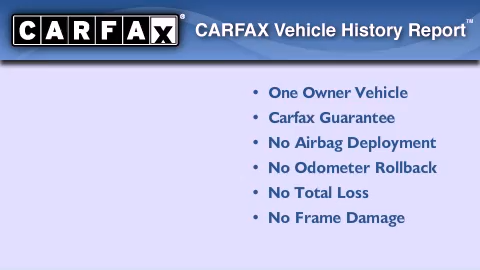 CARFAX® CARFAX Vehicle History Report™
• One Owner Vehicle
• Carfax Guarantee
• No Airbag Deployment
• No Odometer Rollback
• No Total Loss
• No Frame Damage